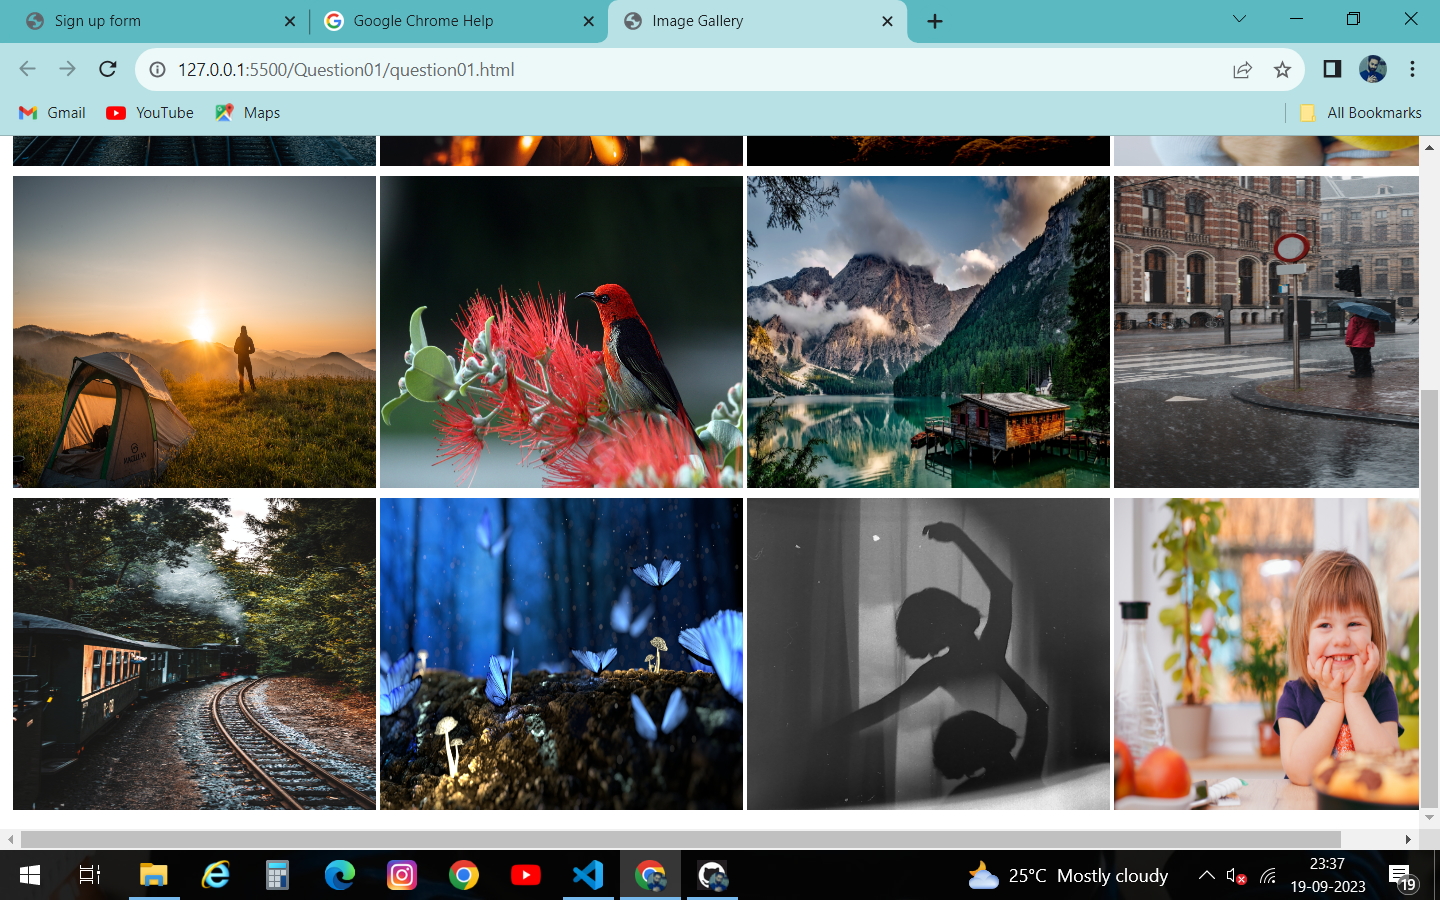 Sign up form
Google Chrome Help
Image Gallery
127.0.0.1:5500/Question01/question01.html
Gmail
YouTube
Maps
All Bookmarks
25°C Mostly cloudy
23:37
19-09-2023
19